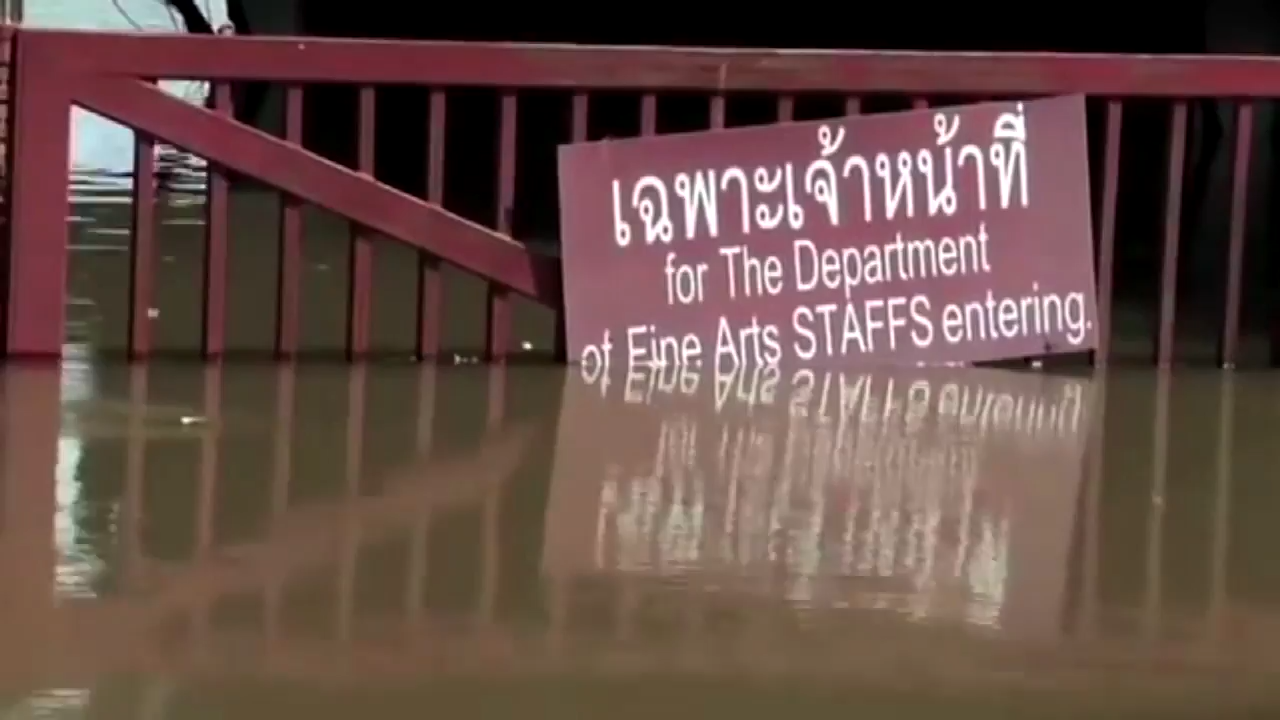 เฉพาะเจ้าหน้าที่
for The Department
of Fine Arts STAFFS entering.